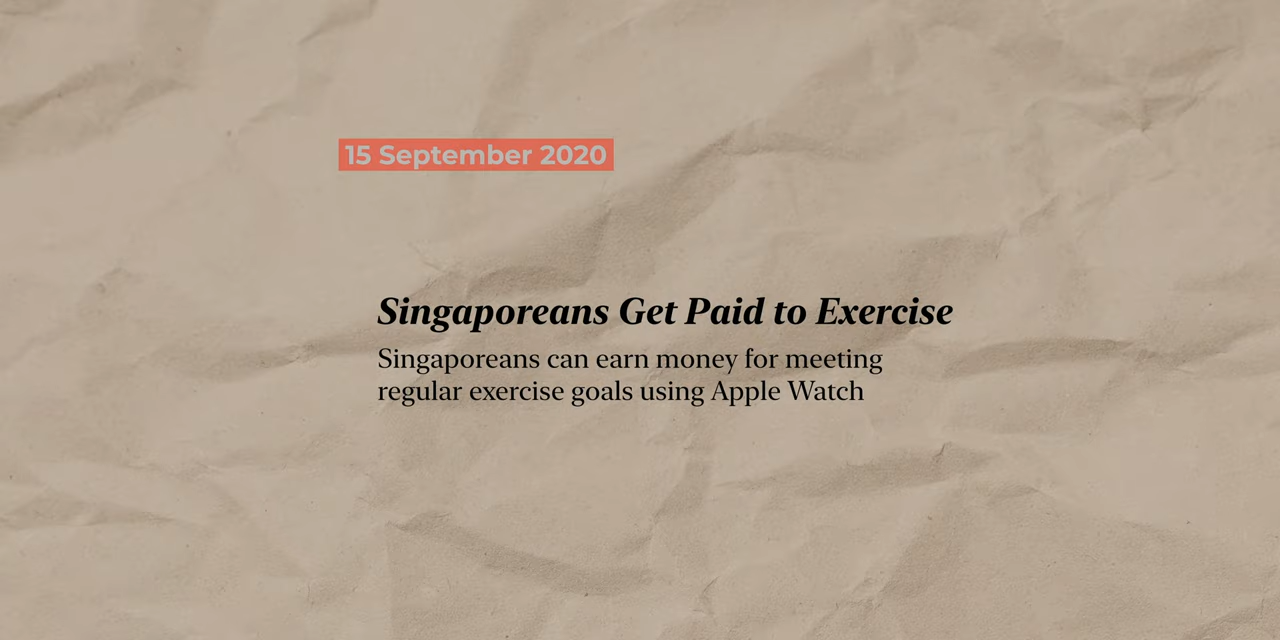 15 September 2020
Singaporeans Get Paid to Exercise
Singaporeans can earn money for meeting
regular exercise goals using Apple Watch